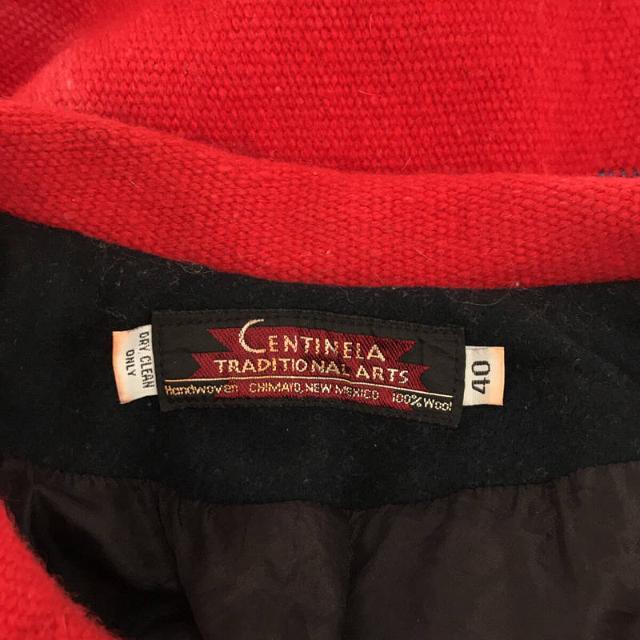 CENTINELA
TRADITIONAL ARTS
Handwoven CHIMAYO, NEW MEXICO 100% Wool
DRY CLEAN
ONLY
40